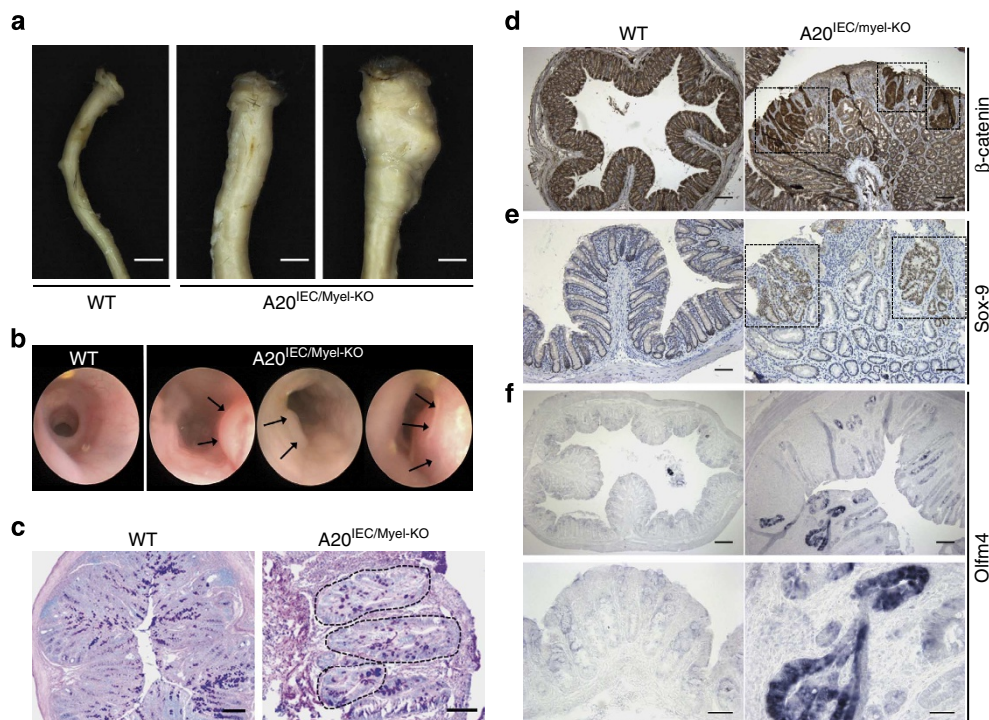 a
WT
A20IEC/Myel-KO
b
WT
A20IEC/Myel-KO
c
WT
A20IEC/Myel-KO
d
WT
A20IEC/myel-KO
ß-catenin
e
Sox-9
f
Olfm4